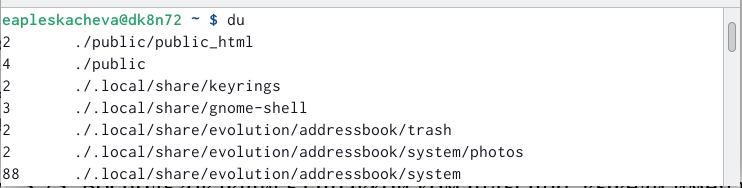 eapleskacheva@dk8n72 ~ $ du
2       ./public/public_html
4       ./public
2       ./.local/share/keyrings
3       ./.local/share/gnome-shell
2       ./.local/share/evolution/addressbook/trash
2       ./.local/share/evolution/addressbook/system/photos
88      ./.local/share/evolution/addressbook/system